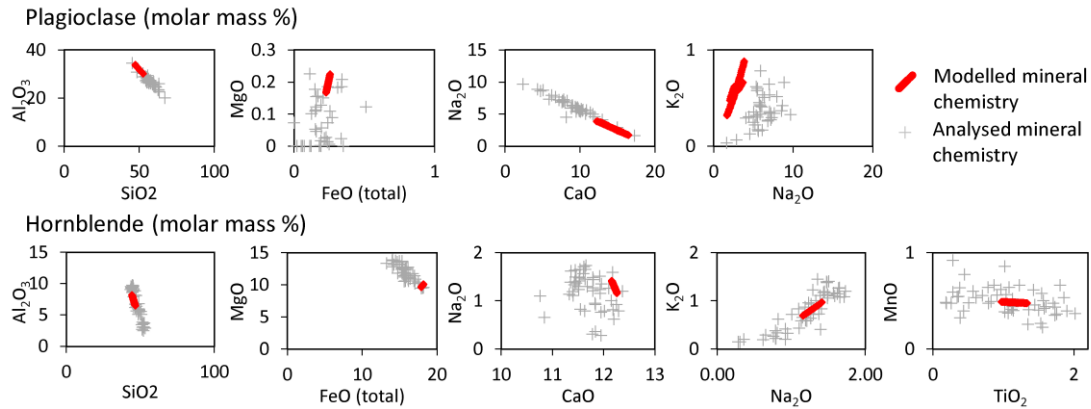 Plagioclase (molar mass %)
40
20
0
0 50 100
Al₂O₃
SiO2
0.3
0.2
0.1
0
0 1
MgO
FeO (total)
15
10
5
0
0 10 20
Na₂O
CaO
1
0
0 10 20
K₂O
Na₂O
Modelled mineral
chemistry
Analysed mineral
chemistry
Hornblende (molar mass %)
15
10
5
0
0 100
Al₂O₃
SiO2
15
10
5
0
0 10 20
MgO
FeO (total)
2
1
0
10 11 12 13
Na₂O
CaO
2
1
0
0.00 2.00
K₂O
Na₂O
1
0
0 2
MnO
TiO₂